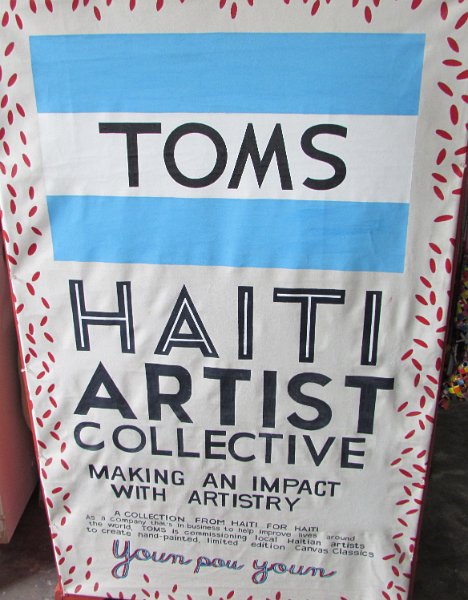 TOMS
HAITI
ARTIST
COLLECTIVE
MAKING AN IMPACT
WITH ARTISTRY
A COLLECTION FROM HAITI, FOR HAITI
As a company that's in business to help improve lives around
the world, TOMS is commissioning local Haitian artists
to create hand-painted, limited edition Canvas Classics
Youn pou youn